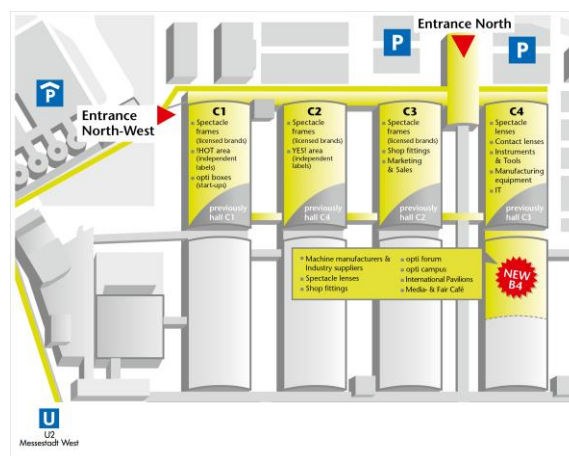 Entrance North
P
P
P
Entrance
North-West
C1
Spectacle
frames
(licensed brands)
!HOT area
(independent
labels)
opti boxes
(start-ups)
previously
hall C1
C2
Spectacle
frames
(licensed brands)
YES! area
(independent
labels)
previously
hall C4
C3
Spectacle
frames
(licensed brands)
Shop fittings
Marketing
& Sales
previously
hall C2
C4
Spectacle
lenses
Contact lenses
Instruments
& Tools
Manufacturing
equipment
IT
previously
hall C3
Machine manufacturers &
Industry suppliers
Spectacle lenses
Shop fittings
opti forum
opti campus
International Pavilions
Media- & Fair Café
NEW
B4
U
U2
Messestadt West